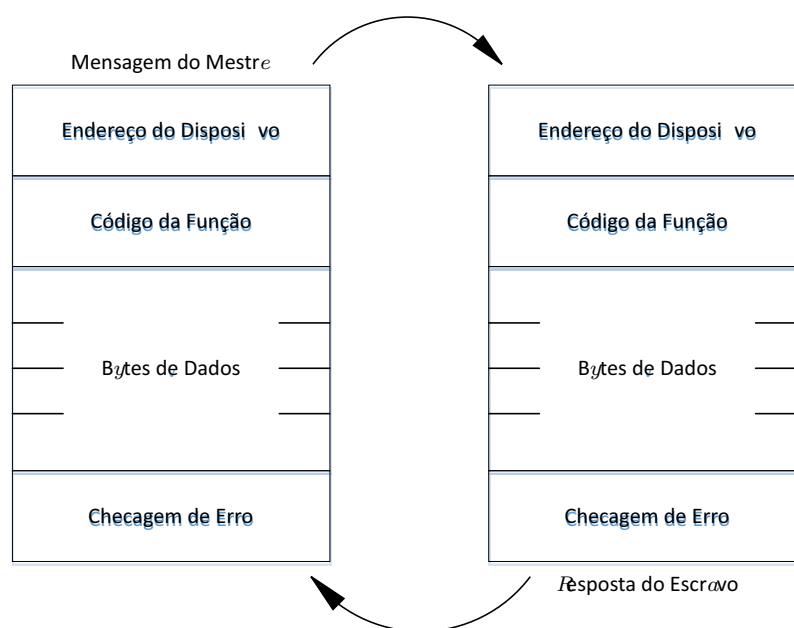 Mensagem do Mestre
Endereço do Disposi vo
Código da Função
Bytes de Dados
Checagem de Erro
Endereço do Disposi vo
Código da Função
Bytes de Dados
Checagem de Erro
Resposta do Escravo